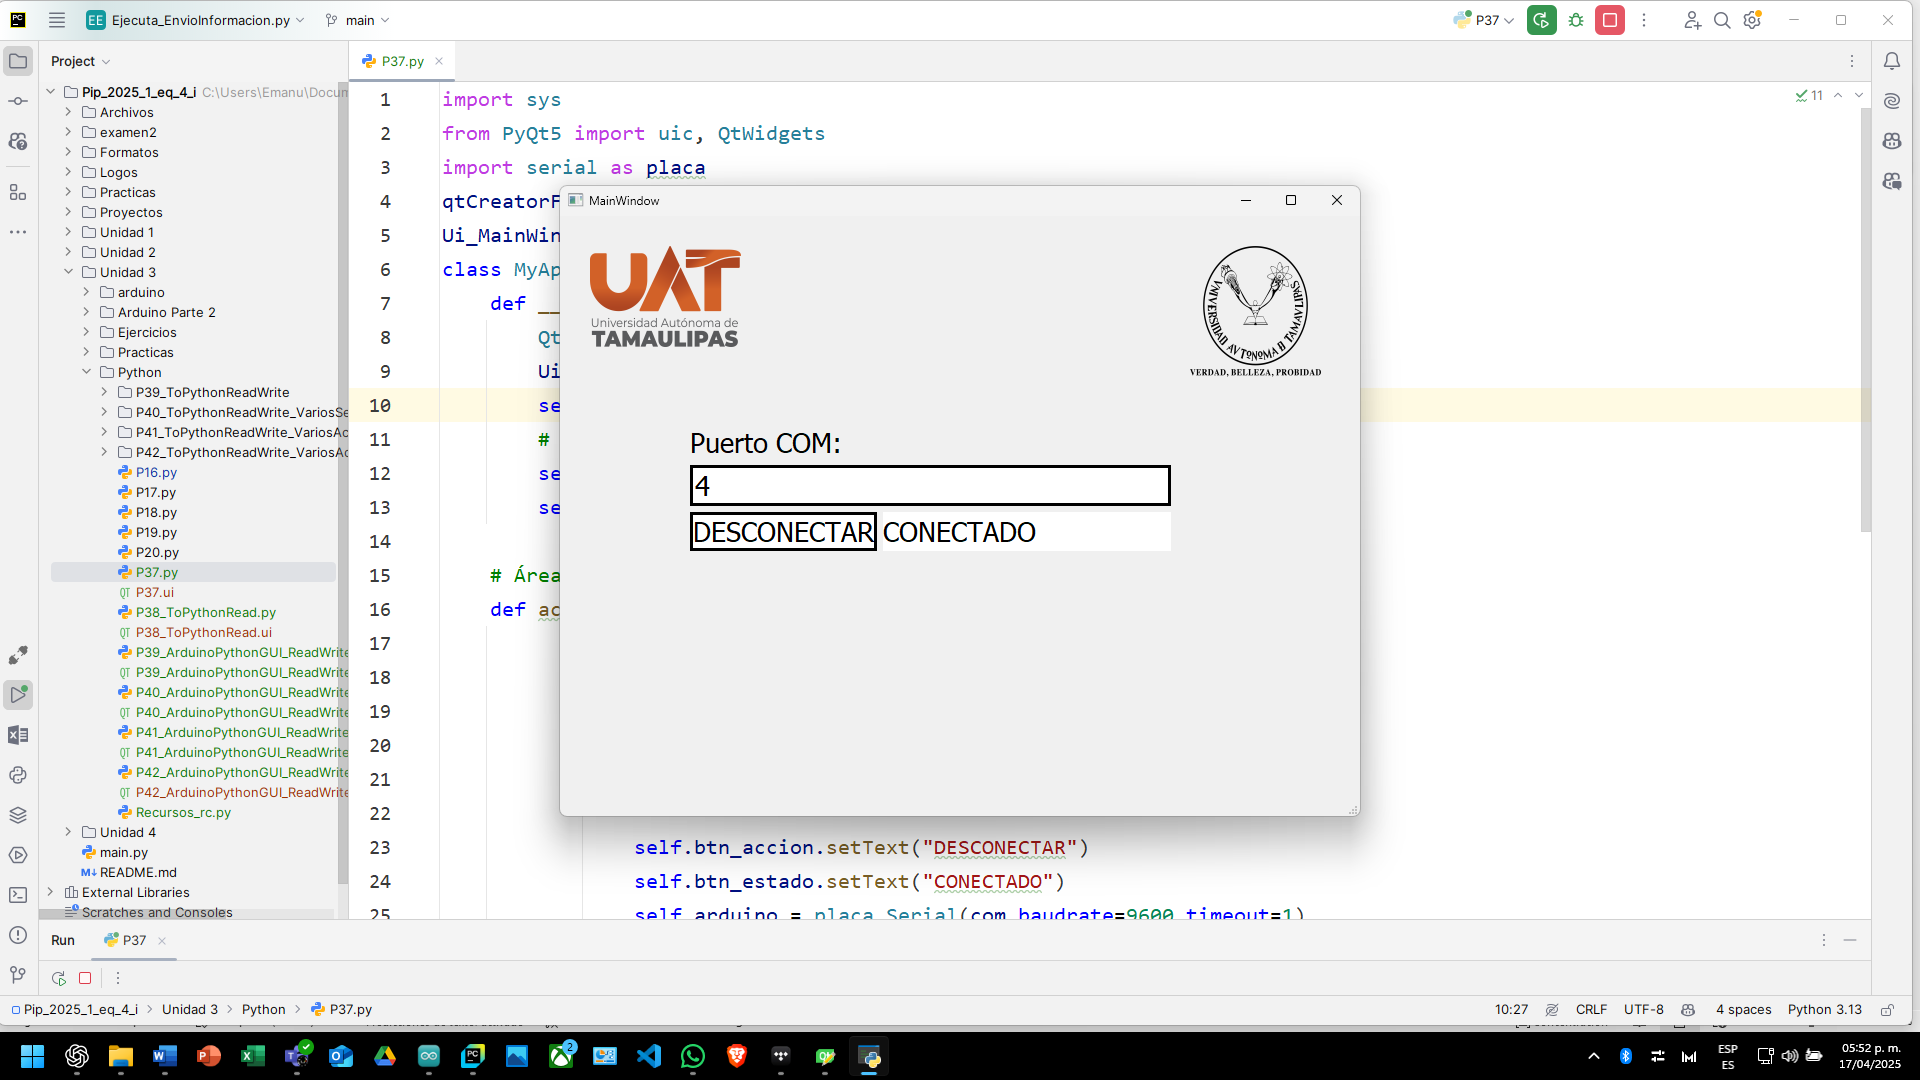 EE Ejecuta_EnvioInformacion.py main P37
Project
P37.py
Pip_2025_1_eq_4_i C:\Users\Emanu\Docum
Archivos
examen2
Formatos
Logos
Practicas
Proyectos
Unidad 1
Unidad 2
Unidad 3
arduino
Arduino Parte 2
Ejercicios
Practicas
Python
P39_ToPythonReadWrite
P40_ToPythonReadWrite_VariosSe
P41_ToPythonReadWrite_VariosAc
P42_ToPythonReadWrite_VariosAc
P16.py
P17.py
P18.py
P19.py
P20.py
P37.py
P37.ui
P38_ToPythonRead.py
P38_ToPythonRead.ui
P39_ArduinoPythonGUI_ReadWrite
P39_ArduinoPythonGUI_ReadWrite
P40_ArduinoPythonGUI_ReadWrite
P40_ArduinoPythonGUI_ReadWrite
P41_ArduinoPythonGUI_ReadWrite
P41_ArduinoPythonGUI_ReadWrite
P42_ArduinoPythonGUI_ReadWrite
P42_ArduinoPythonGUI_ReadWrite
Recursos_rc.py
Unidad 4
main.py
M↓ README.md
External Libraries
Scratches and Consoles
11
1 import sys
2 from PyQt5 import uic, QtWidgets
3 import serial as placa
4 qtCreatorF
5 Ui_MainWin
6 class MyAp
7 def __
8 Qt
9 Ui
10 se
11 #
12 se
13 se
14
15 # Área
16 def ac
17
18
19
20
21
22
23 self.btn_accion.setText("DESCONECTAR")
24 self.btn_estado.setText("CONECTADO")
25 self.arduino = placa.Serial(com,baudrate=9600,timeout=1)
MainWindow
UAT
Universidad Autónoma de
TAMAULIPAS
VNIVERSIDAD AVTONOMA D TAMAVLIPAS
VERDAD, BELLEZA, PROBIDAD
Puerto COM:
4
DESCONECTAR CONECTADO
Run P37
Pip_2025_1_eq_4_i Unidad 3 Python P37.py
10:27 CRLF UTF-8 4 spaces Python 3.13
2
ESP
ES
05:52 p. m.
17/04/2025